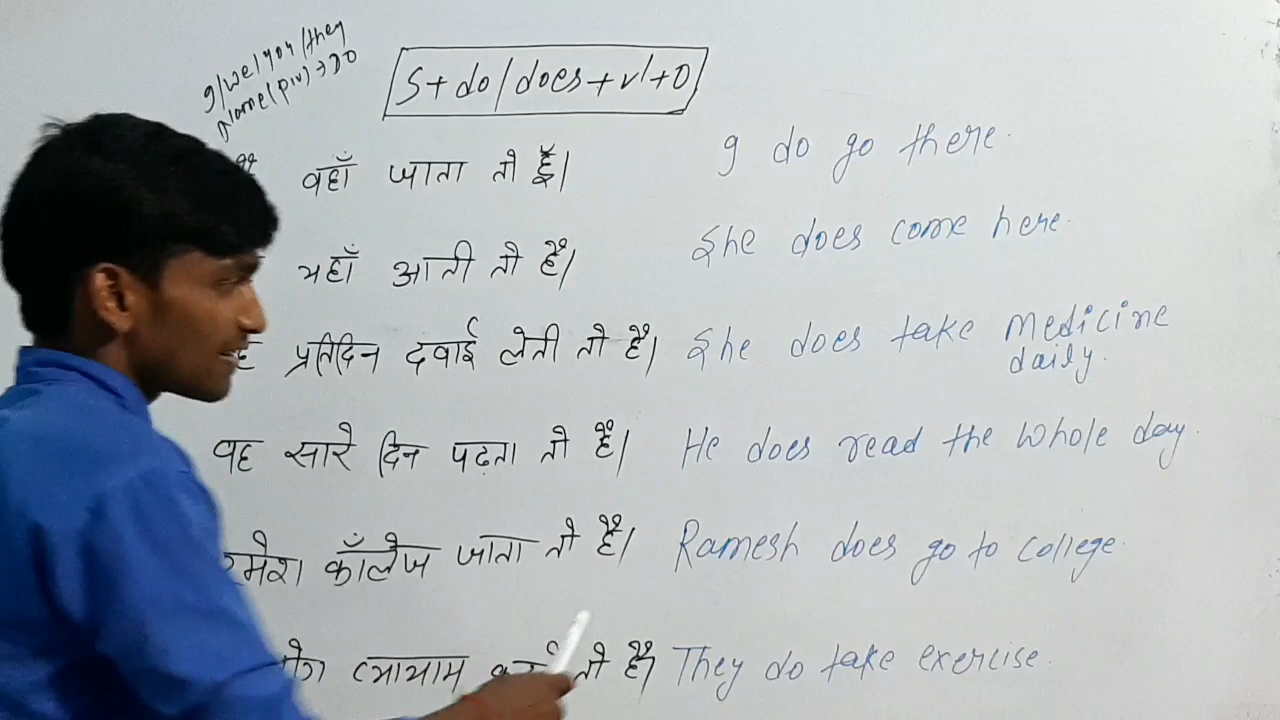 I/we/you/they
Name(plu)→do
S+do/does+v1+O
वहाँ जाता तो हूँ।
I do go there.
यहाँ आती तो है।
She does come here.
प्रतिदिन दवाई लेती तो है।
She does take medicine
daily.
वह सारे दिन पढ़ता तो है।
He does read the whole day.
रमेश कॉलेज जाता तो है।
Ramesh does go to college.
व्यायाम तो हैं।
They do take exercise.